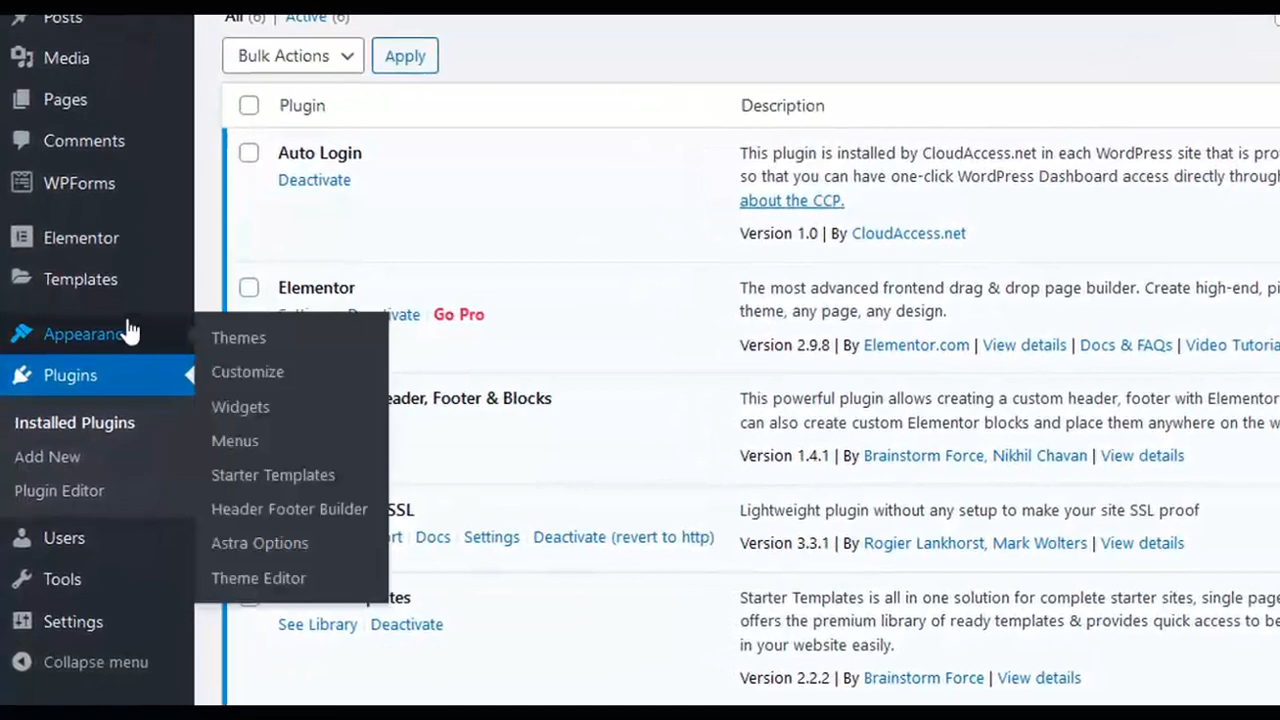 Posts
Media
Pages
Comments
WPForms
Elementor
Templates
Appearanc
Plugins
Installed Plugins
Add New
Plugin Editor
Users
Tools
Settings
Collapse menu
Themes
Customize
Widgets
Menus
Starter Templates
Header Footer Builder
Astra Options
Theme Editor
All (6) | Active (6)
Bulk Actions
Apply
Plugin
Description
Auto Login
Deactivate
This plugin is installed by CloudAccess.net in each WordPress site that is pro
so that you can have one-click WordPress Dashboard access directly through
about the CCP.
Version 1.0 | By CloudAccess.net
Elementor
Go Pro
The most advanced frontend drag & drop page builder. Create high-end, pi
theme, any page, any design.
Version 2.9.8 | By Elementor.com | View details | Docs & FAQs | Video Tutoria
eader, Footer & Blocks
This powerful plugin allows creating a custom header, footer with Elementor
can also create custom Elementor blocks and place them anywhere on the w
Version 1.4.1 | By Brainstorm Force, Nikhil Chavan | View details
SSL
rt | Docs | Settings | Deactivate (revert to http)
Lightweight plugin without any setup to make your site SSL proof
Version 3.3.1 | By Rogier Lankhorst, Mark Wolters | View details
ates
See Library | Deactivate
Starter Templates is all in one solution for complete starter sites, single page
offers the premium library of ready templates & provides quick access to be
in your website easily.
Version 2.2.2 | By Brainstorm Force | View details